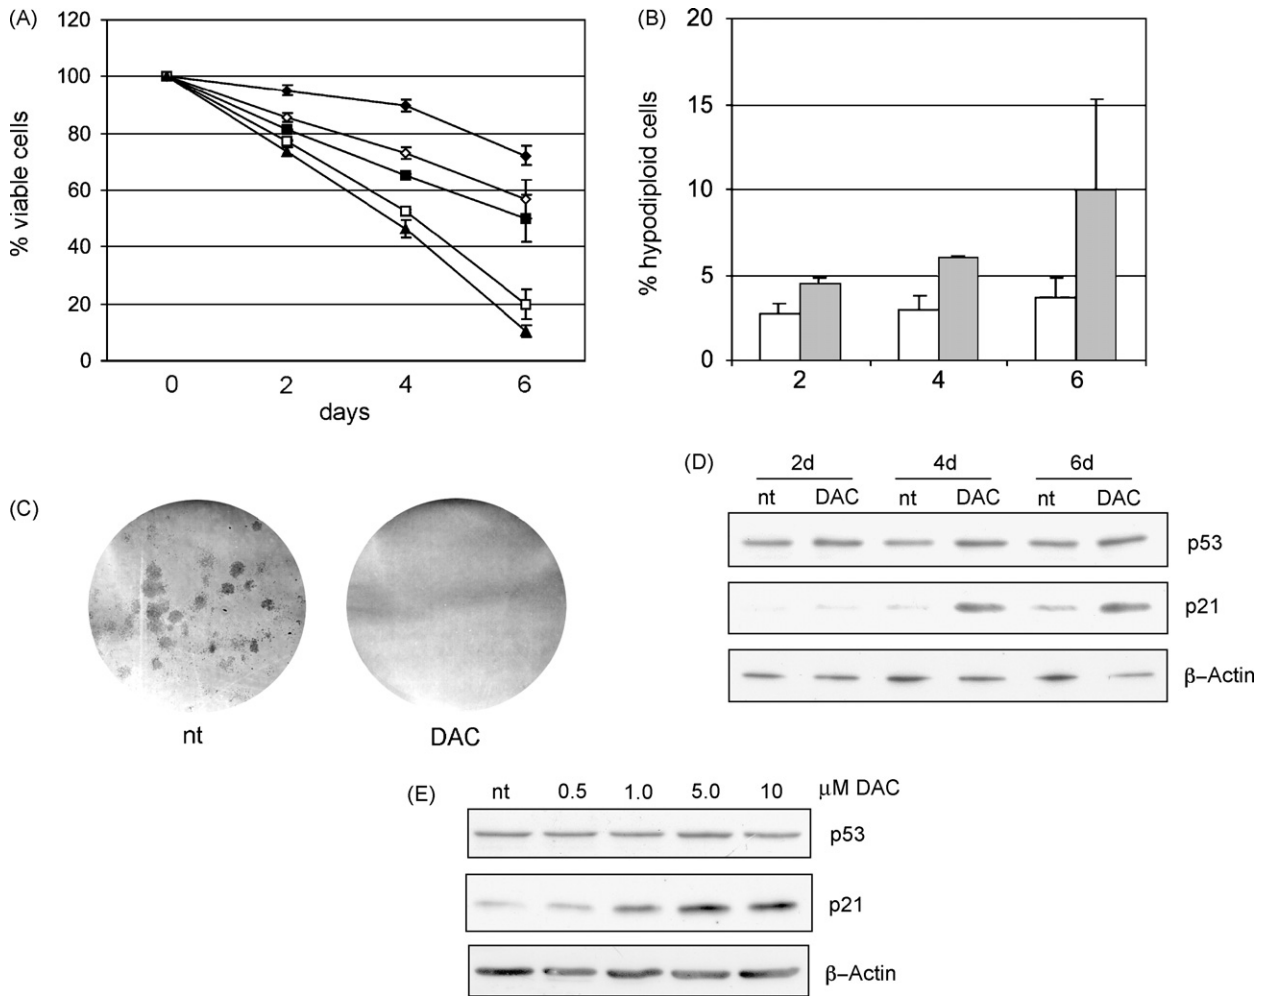 (A)
120
100
80
60
40
20
0
% viable cells
0 2 4 6
days
(B)
20
15
10
5
0
% hypodiploid cells
2 4 6
(C)
nt DAC
(D)
2d 4d 6d
nt DAC nt DAC nt DAC
p53
p21
β–Actin
(E)
nt 0.5 1.0 5.0 10 μM DAC
p53
p21
β–Actin